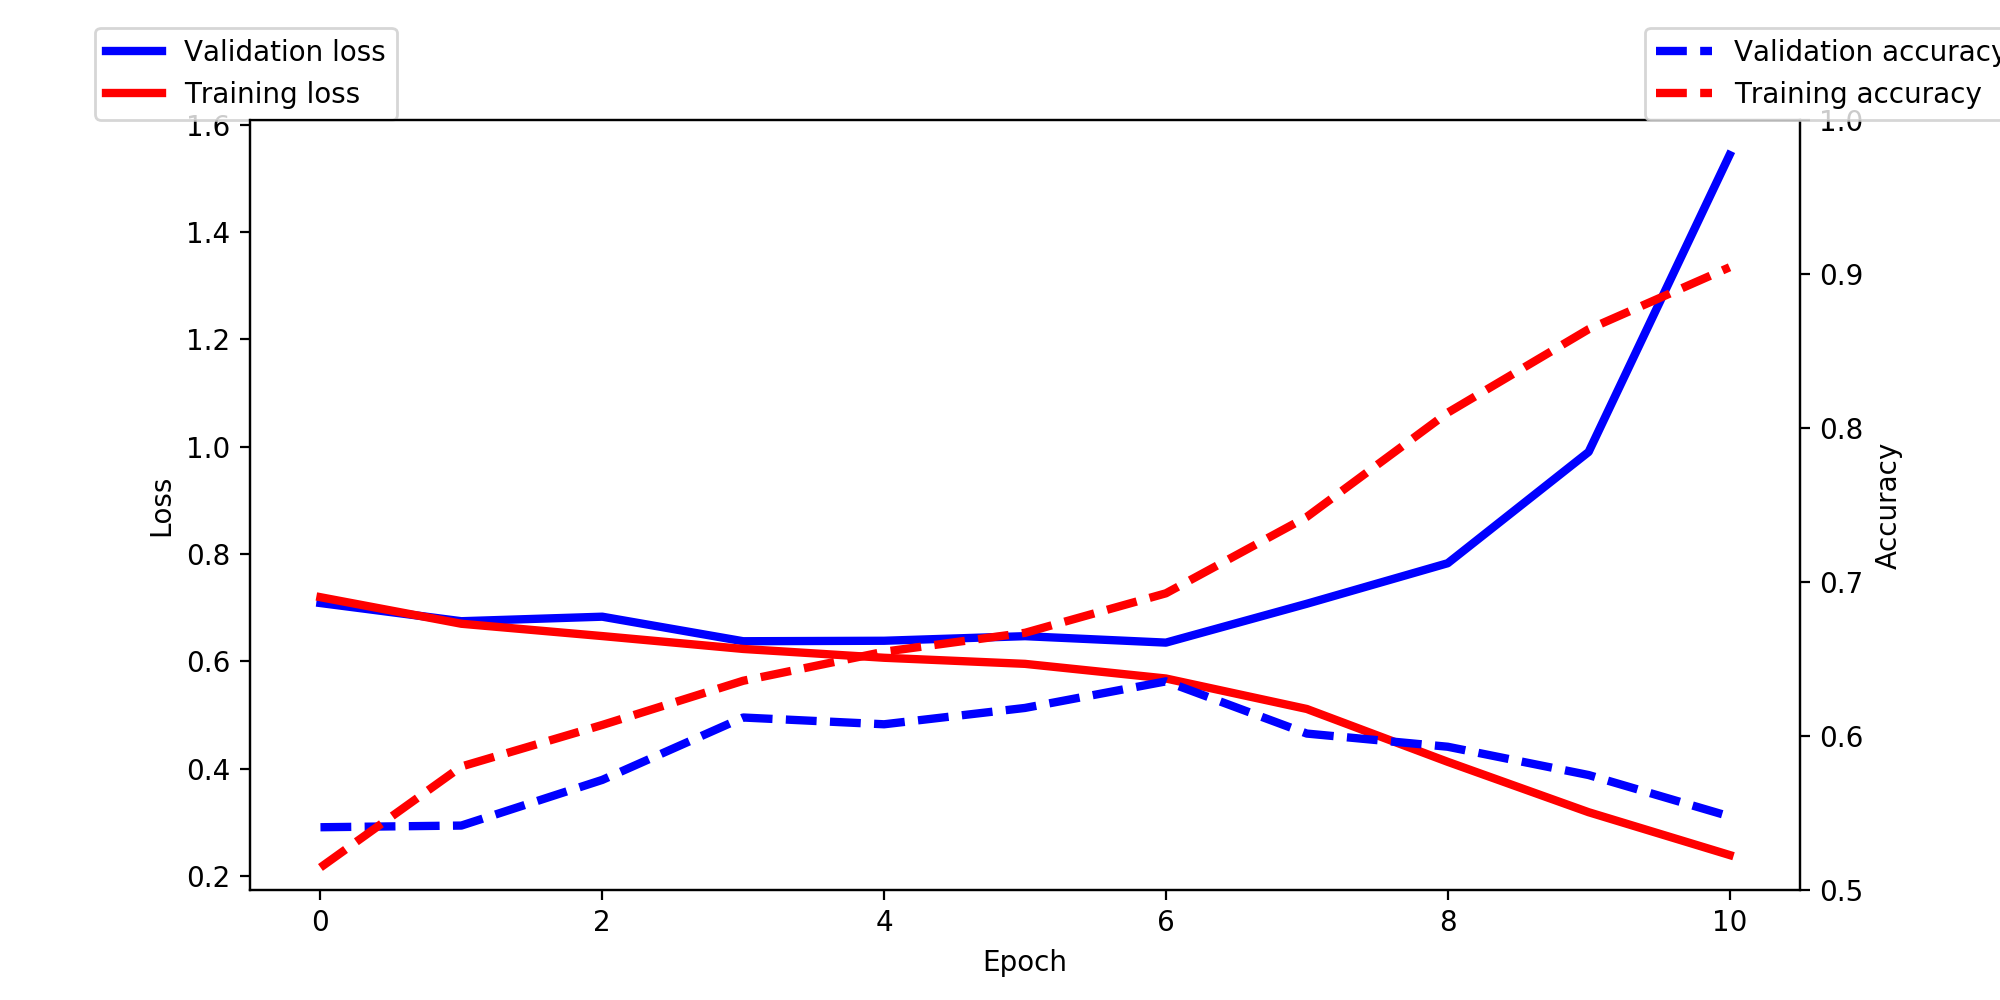 Validation loss
Training loss
Validation accuracy
Training accuracy
1.6
1.4
1.2
1.0
0.8
0.6
0.4
0.2
Loss
1.0
0.9
0.8
0.7
0.6
0.5
Accuracy
0 2 4 6 8 10
Epoch